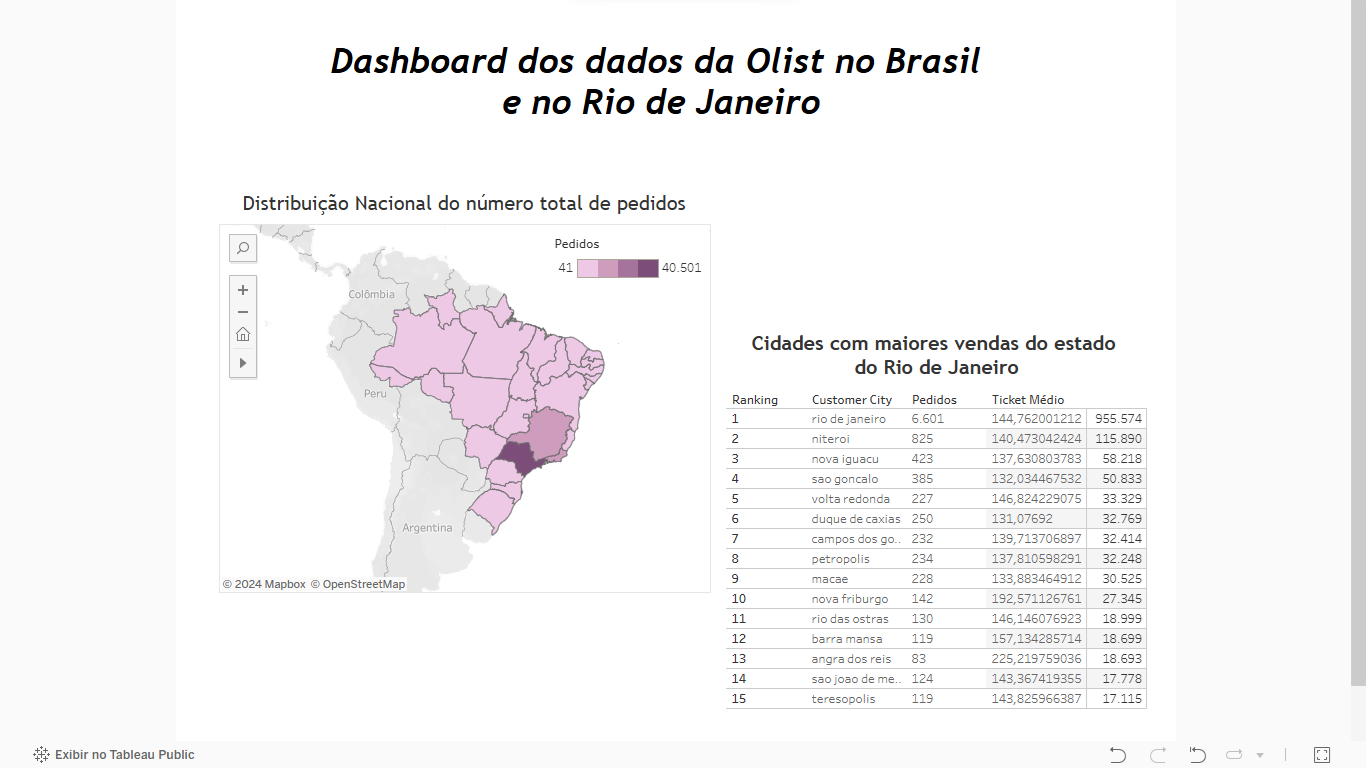 Dashboard dos dados da Olist no Brasil
e no Rio de Janeiro
Distribuição Nacional do número total de pedidos
Pedidos
41 40.501
Colômbia
Peru
Argentina
© 2024 Mapbox © OpenStreetMap
Cidades com maiores vendas do estado
do Rio de Janeiro
Ranking Customer City Pedidos Ticket Médio
1 rio de janeiro 6.601 144,762001212 955.574
2 niteroi 825 140,473042424 115.890
3 nova iguacu 423 137,630803783 58.218
4 sao goncalo 385 132,034467532 50.833
5 volta redonda 227 146,824229075 33.329
6 duque de caxias 250 131,07692 32.769
7 campos dos go.. 232 139,713706897 32.414
8 petropolis 234 137,810598291 32.248
9 macae 228 133,883464912 30.525
10 nova friburgo 142 192,571126761 27.345
11 rio das ostras 130 146,146076923 18.999
12 barra mansa 119 157,134285714 18.699
13 angra dos reis 83 225,219759036 18.693
14 sao joao de me.. 124 143,367419355 17.778
15 teresopolis 119 143,825966387 17.115
Exibir no Tableau Public